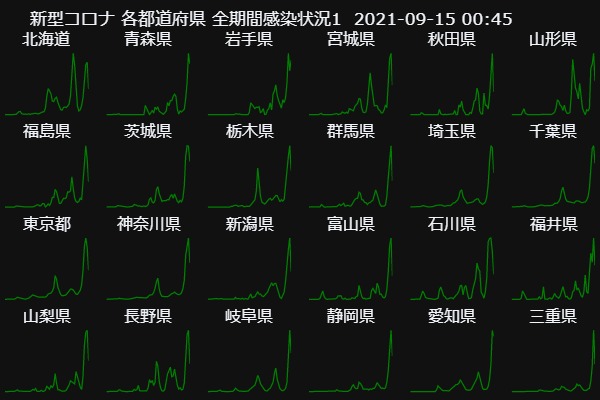 新型コロナ 各都道府県 全期間感染状況1 2021-09-15 00:45
北海道 青森県 岩手県 宮城県 秋田県 山形県
福島県 茨城県 栃木県 群馬県 埼玉県 千葉県
東京都 神奈川県 新潟県 富山県 石川県 福井県
山梨県 長野県 岐阜県 静岡県 愛知県 三重県